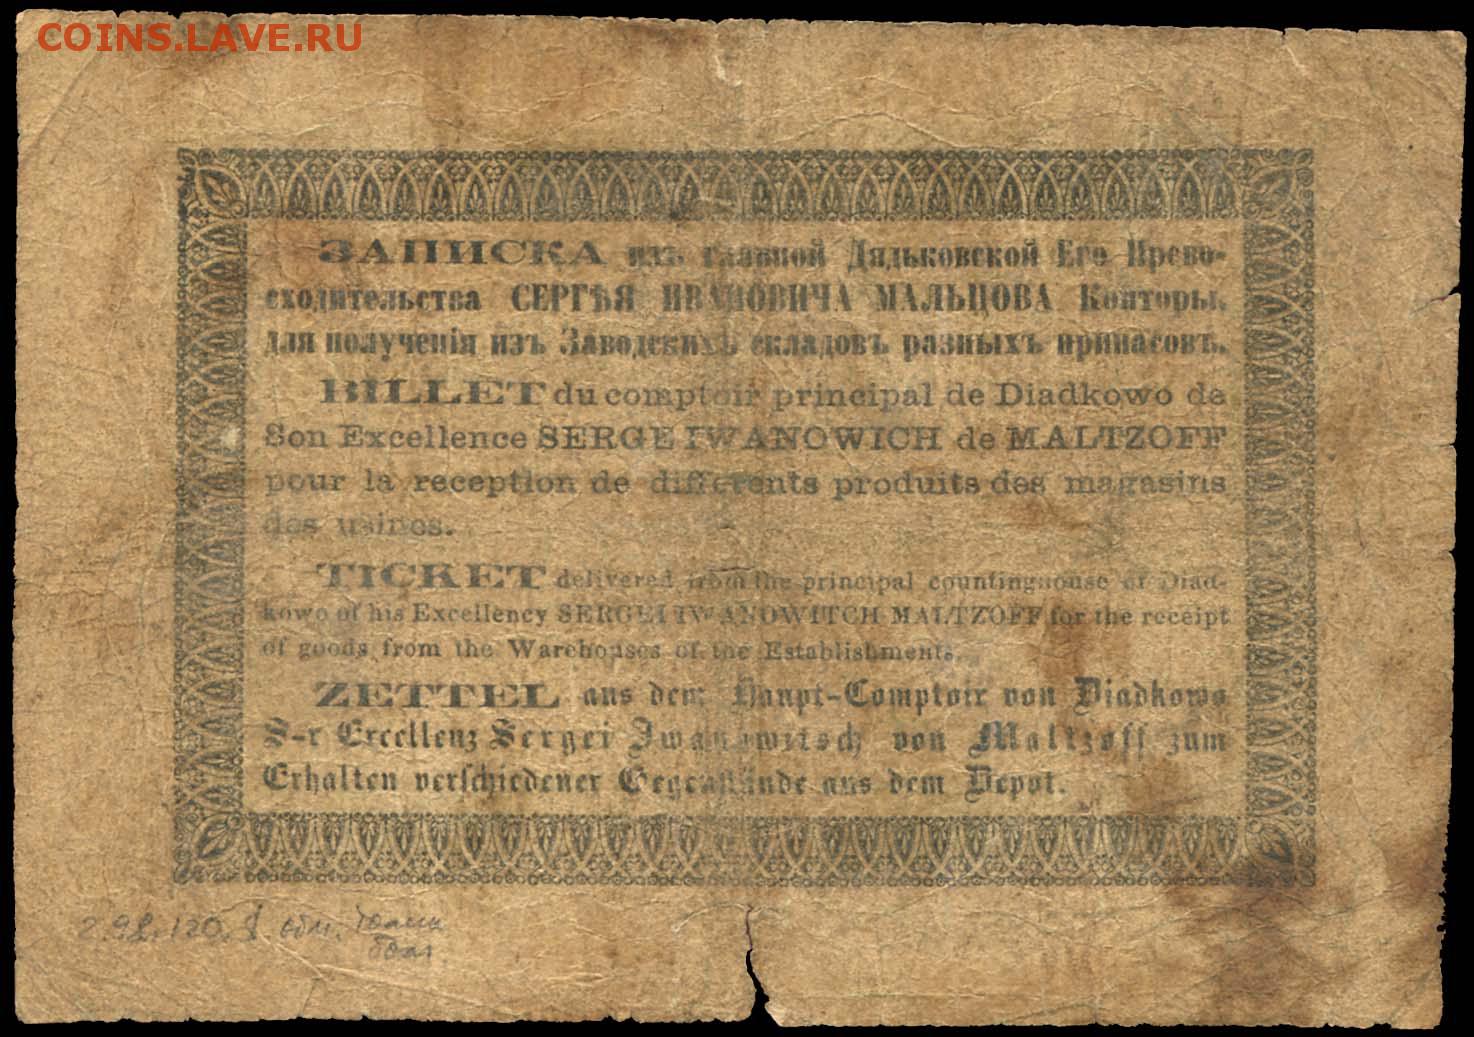 COINS.LAVE.RU
ЗАПИСКА изъ главной Дядьковской Его Прево-
сходительства СЕРГѢЯ ИВАНОВИЧА МАЛЬЦОВА Конторы,
для полученія изъ Заводскихъ складовъ разныхъ припасовъ.
BILLET du comptoir principal de Diadkowo de
Son Excellence SERGE IWANOWICH de MALTZOFF
pour la reception de differents produits des magasins
des usines.
TICKET delivered from the principal countinghouse of Diad-
kowo of his Excellency SERGEI IWANOWITCH MALTZOFF for the receipt
of goods from the Warehouses of the Establishments.
ZETTEL aus dem Haupt-Comptoir von Diadkowo
S-r Excellenz Sergei Iwanowitsch von Maltzoff zum
Erhalten verschiedener Gegenstände aus dem Depot.